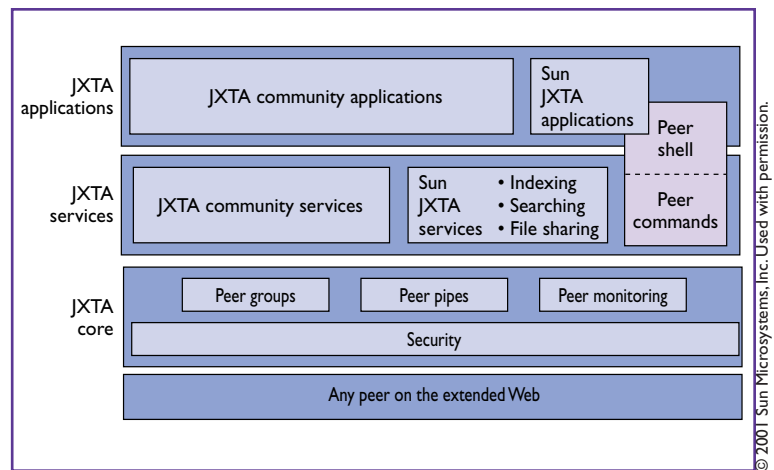 JXTA
applications
JXTA community applications
Sun
JXTA
applications
Peer
shell
JXTA
services
JXTA community services
Sun
JXTA
services
• Indexing
• Searching
• File sharing
Peer
commands
JXTA
core
Peer groups
Peer pipes
Peer monitoring
Security
Any peer on the extended Web
© 2001 Sun Microsystems, Inc. Used with permission.